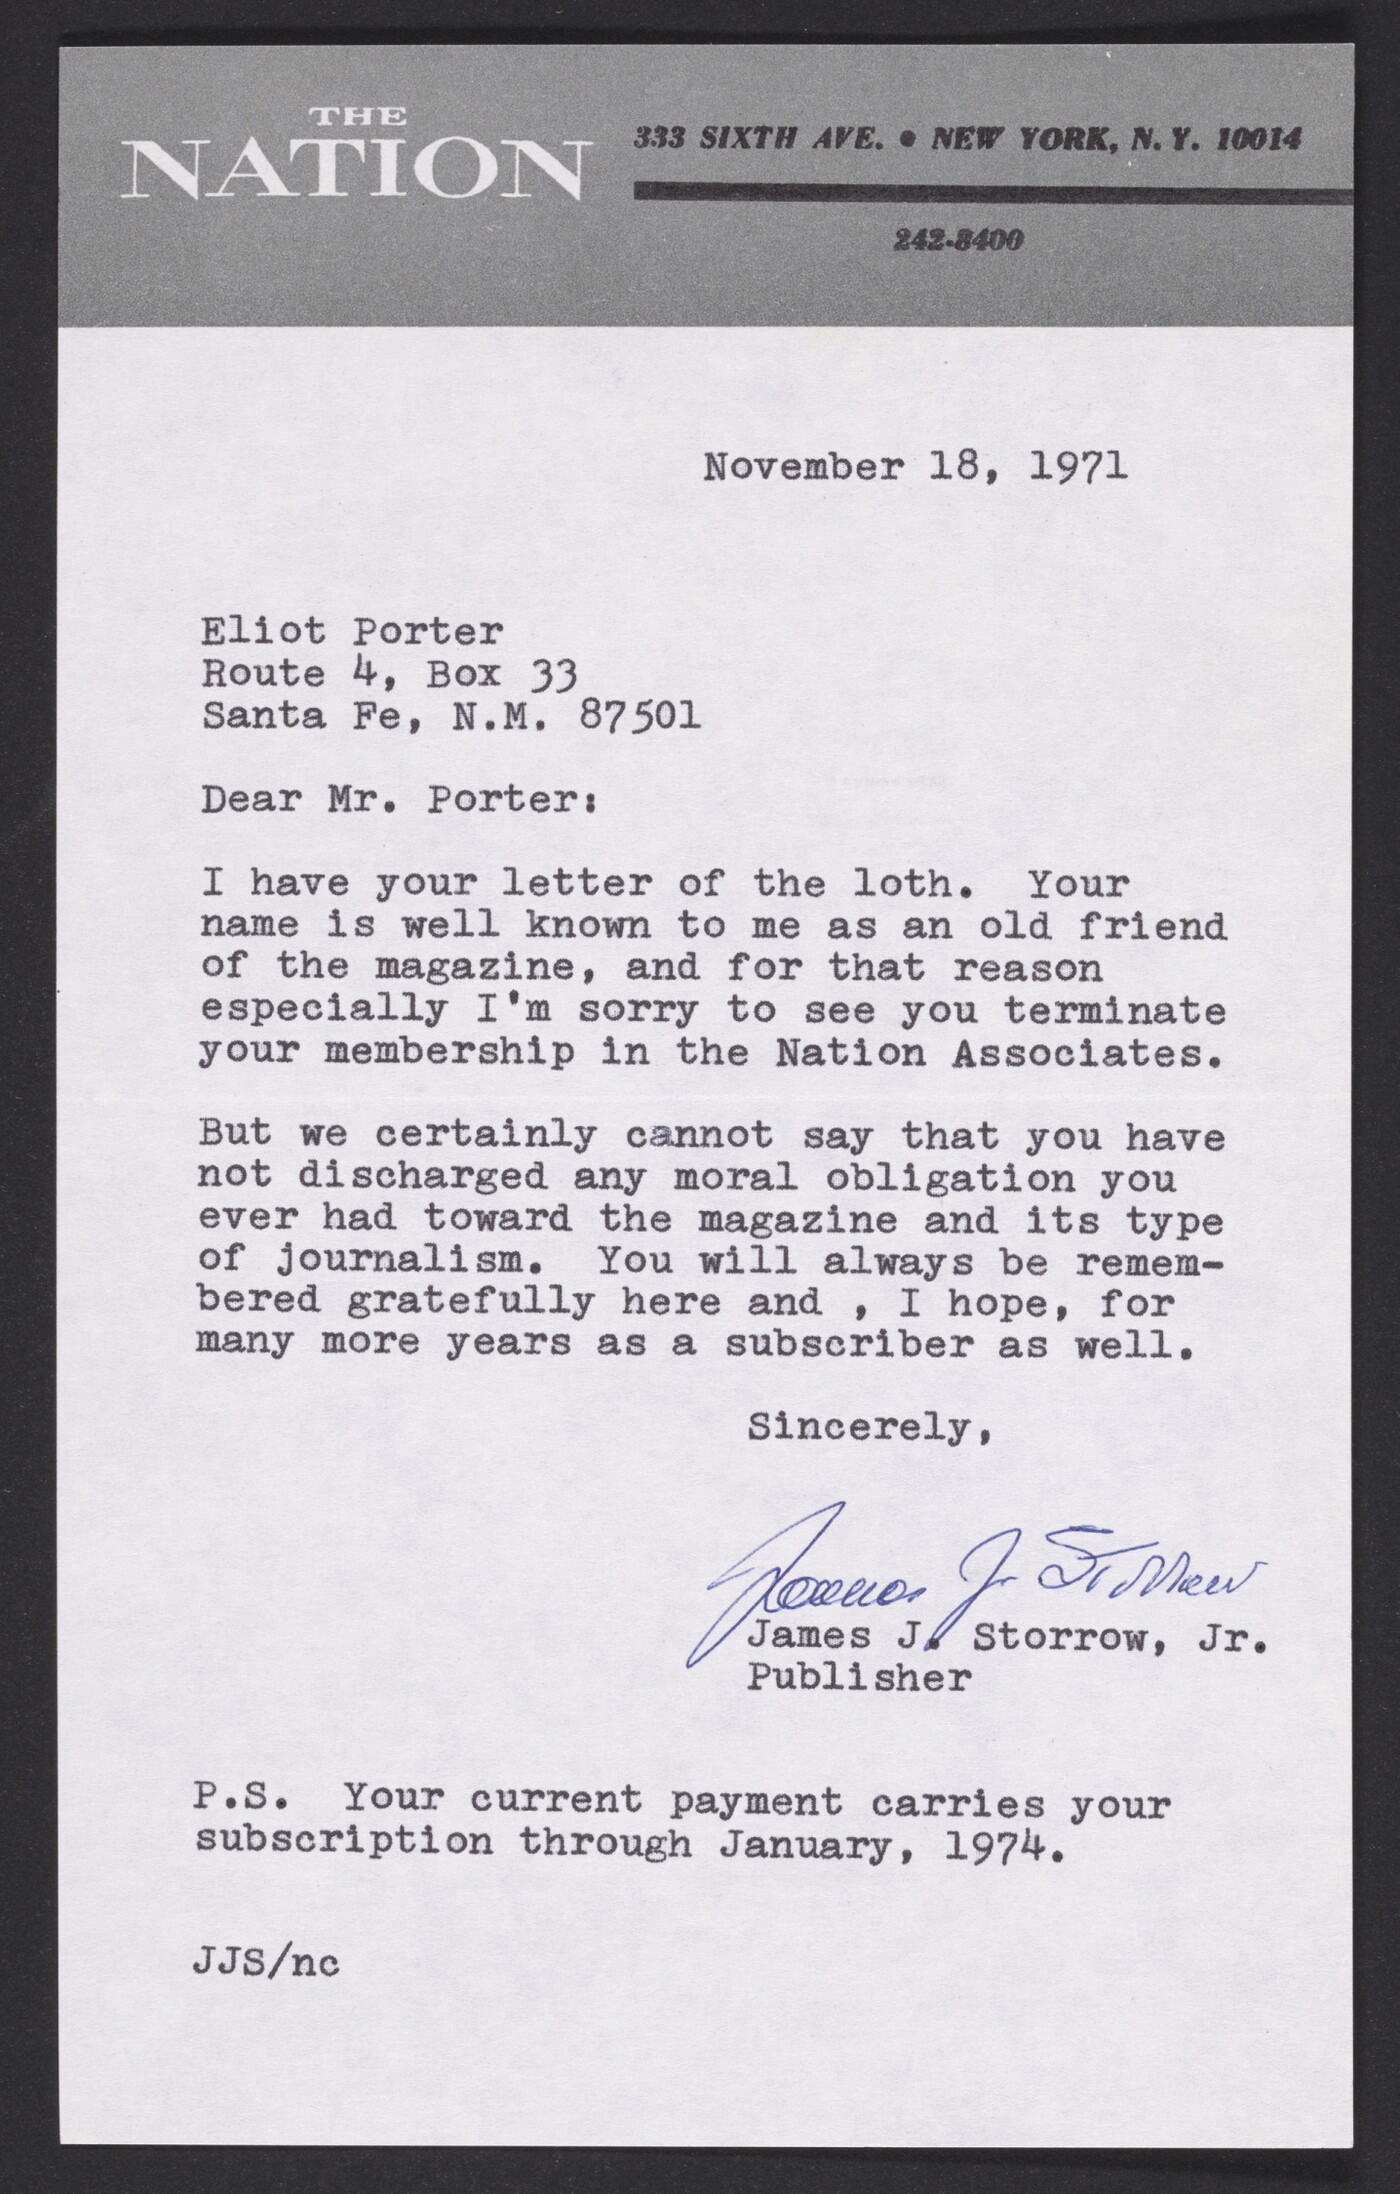 THE
NATION
333 SIXTH AVE. • NEW YORK, N. Y. 10014
242-8400
November 18, 1971
Eliot Porter
Route 4, Box 33
Santa Fe, N.M. 87501
Dear Mr. Porter:
I have your letter of the loth. Your
name is well known to me as an old friend
of the magazine, and for that reason
especially I'm sorry to see you terminate
your membership in the Nation Associates.
But we certainly cannot say that you have
not discharged any moral obligation you
ever had toward the magazine and its type
of journalism. You will always be remem-
bered gratefully here and , I hope, for
many more years as a subscriber as well.
Sincerely,
James J. Storrow
James J. Storrow, Jr.
Publisher
P.S. Your current payment carries your
subscription through January, 1974.
JJS/nc